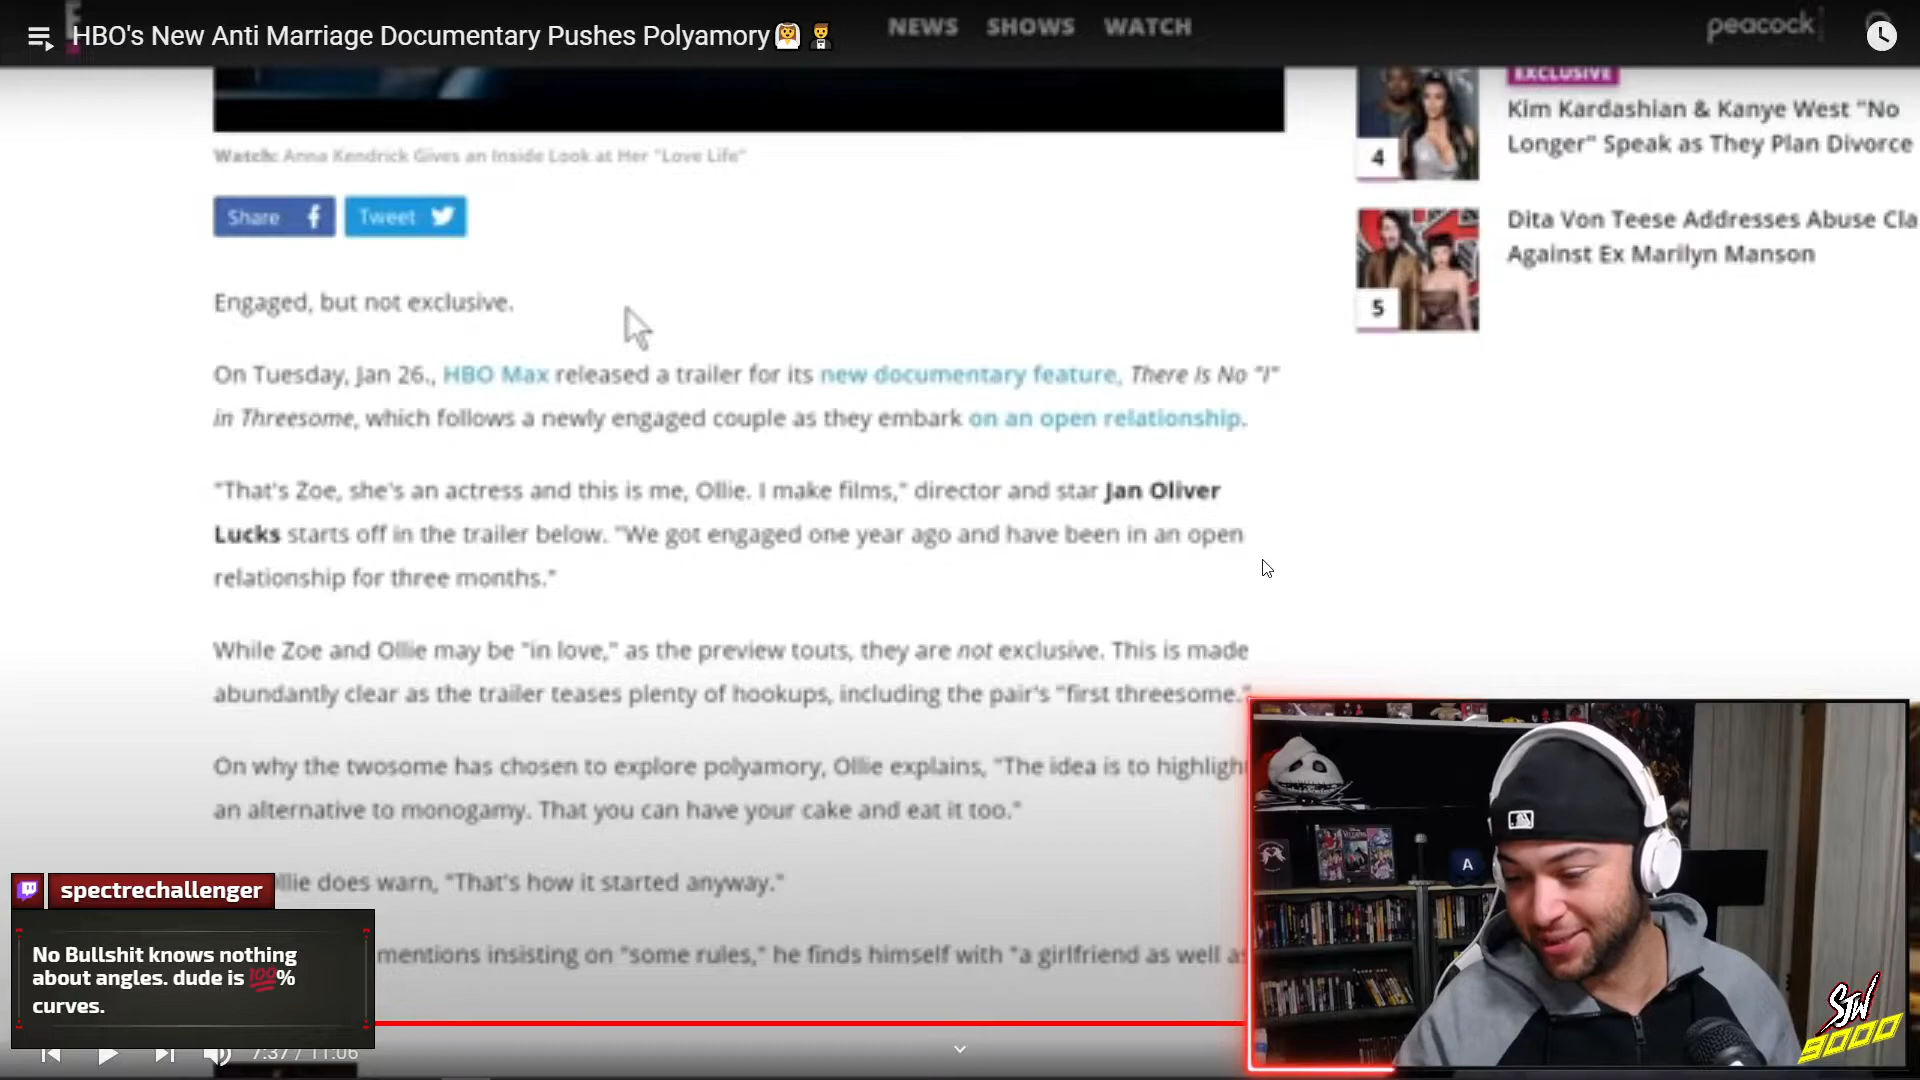 HBO's New Anti Marriage Documentary Pushes Polyamory
NEWS SHOWS WATCH
peacock
Watch: Anna Kendrick Gives an Inside Look at Her "Love Life"
Share
Tweet
EXCLUSIVE
Kim Kardashian & Kanye West "No
Longer" Speak as They Plan Divorce
4
Dita Von Teese Addresses Abuse Cla
Against Ex Marilyn Manson
5
Engaged, but not exclusive.
On Tuesday, Jan 26., HBO Max released a trailer for its new documentary feature, There Is No "I"
in Threesome, which follows a newly engaged couple as they embark on an open relationship.
"That's Zoe, she's an actress and this is me, Ollie. I make films," director and star Jan Oliver
Lucks starts off in the trailer below. "We got engaged one year ago and have been in an open
relationship for three months."
While Zoe and Ollie may be "in love," as the preview touts, they are not exclusive. This is made
abundantly clear as the trailer teases plenty of hookups, including the pair's "first threesome."
On why the twosome has chosen to explore polyamory, Ollie explains, "The idea is to highligh
an alternative to monogamy. That you can have your cake and eat it too."
llie does warn, "That's how it started anyway."
mentions insisting on "some rules," he finds himself with "a girlfriend as well as
spectrechallenger
No Bullshit knows nothing
about angles. dude is 💯%
curves.
7:37 / 11:06
A
SJW
9000